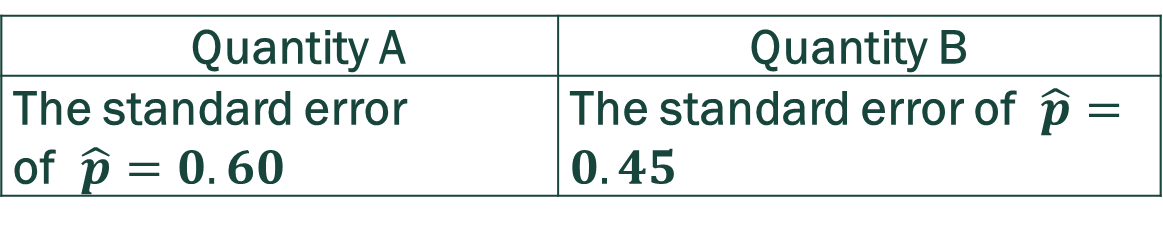 Quantity A
Quantity B
The standard error
of p̂ = 0.60
The standard error of p̂ =
0.45